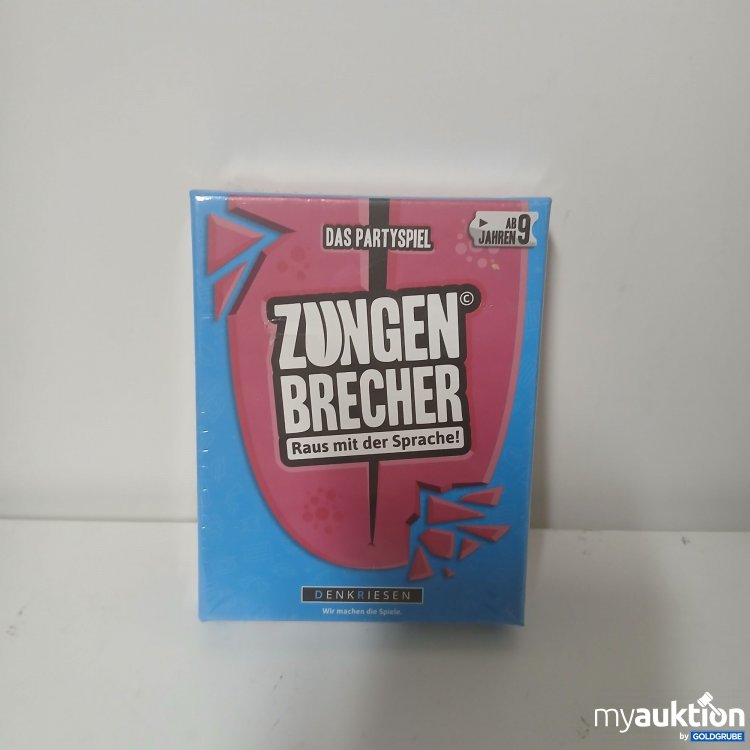 DAS PARTYSPIEL
AB
JAHREN 9
ZUNGEN©
BRECHER
Raus mit der Sprache!
DENKRIESEN
Wir machen die Spiele.
myauktion
by GOLDGRUBE